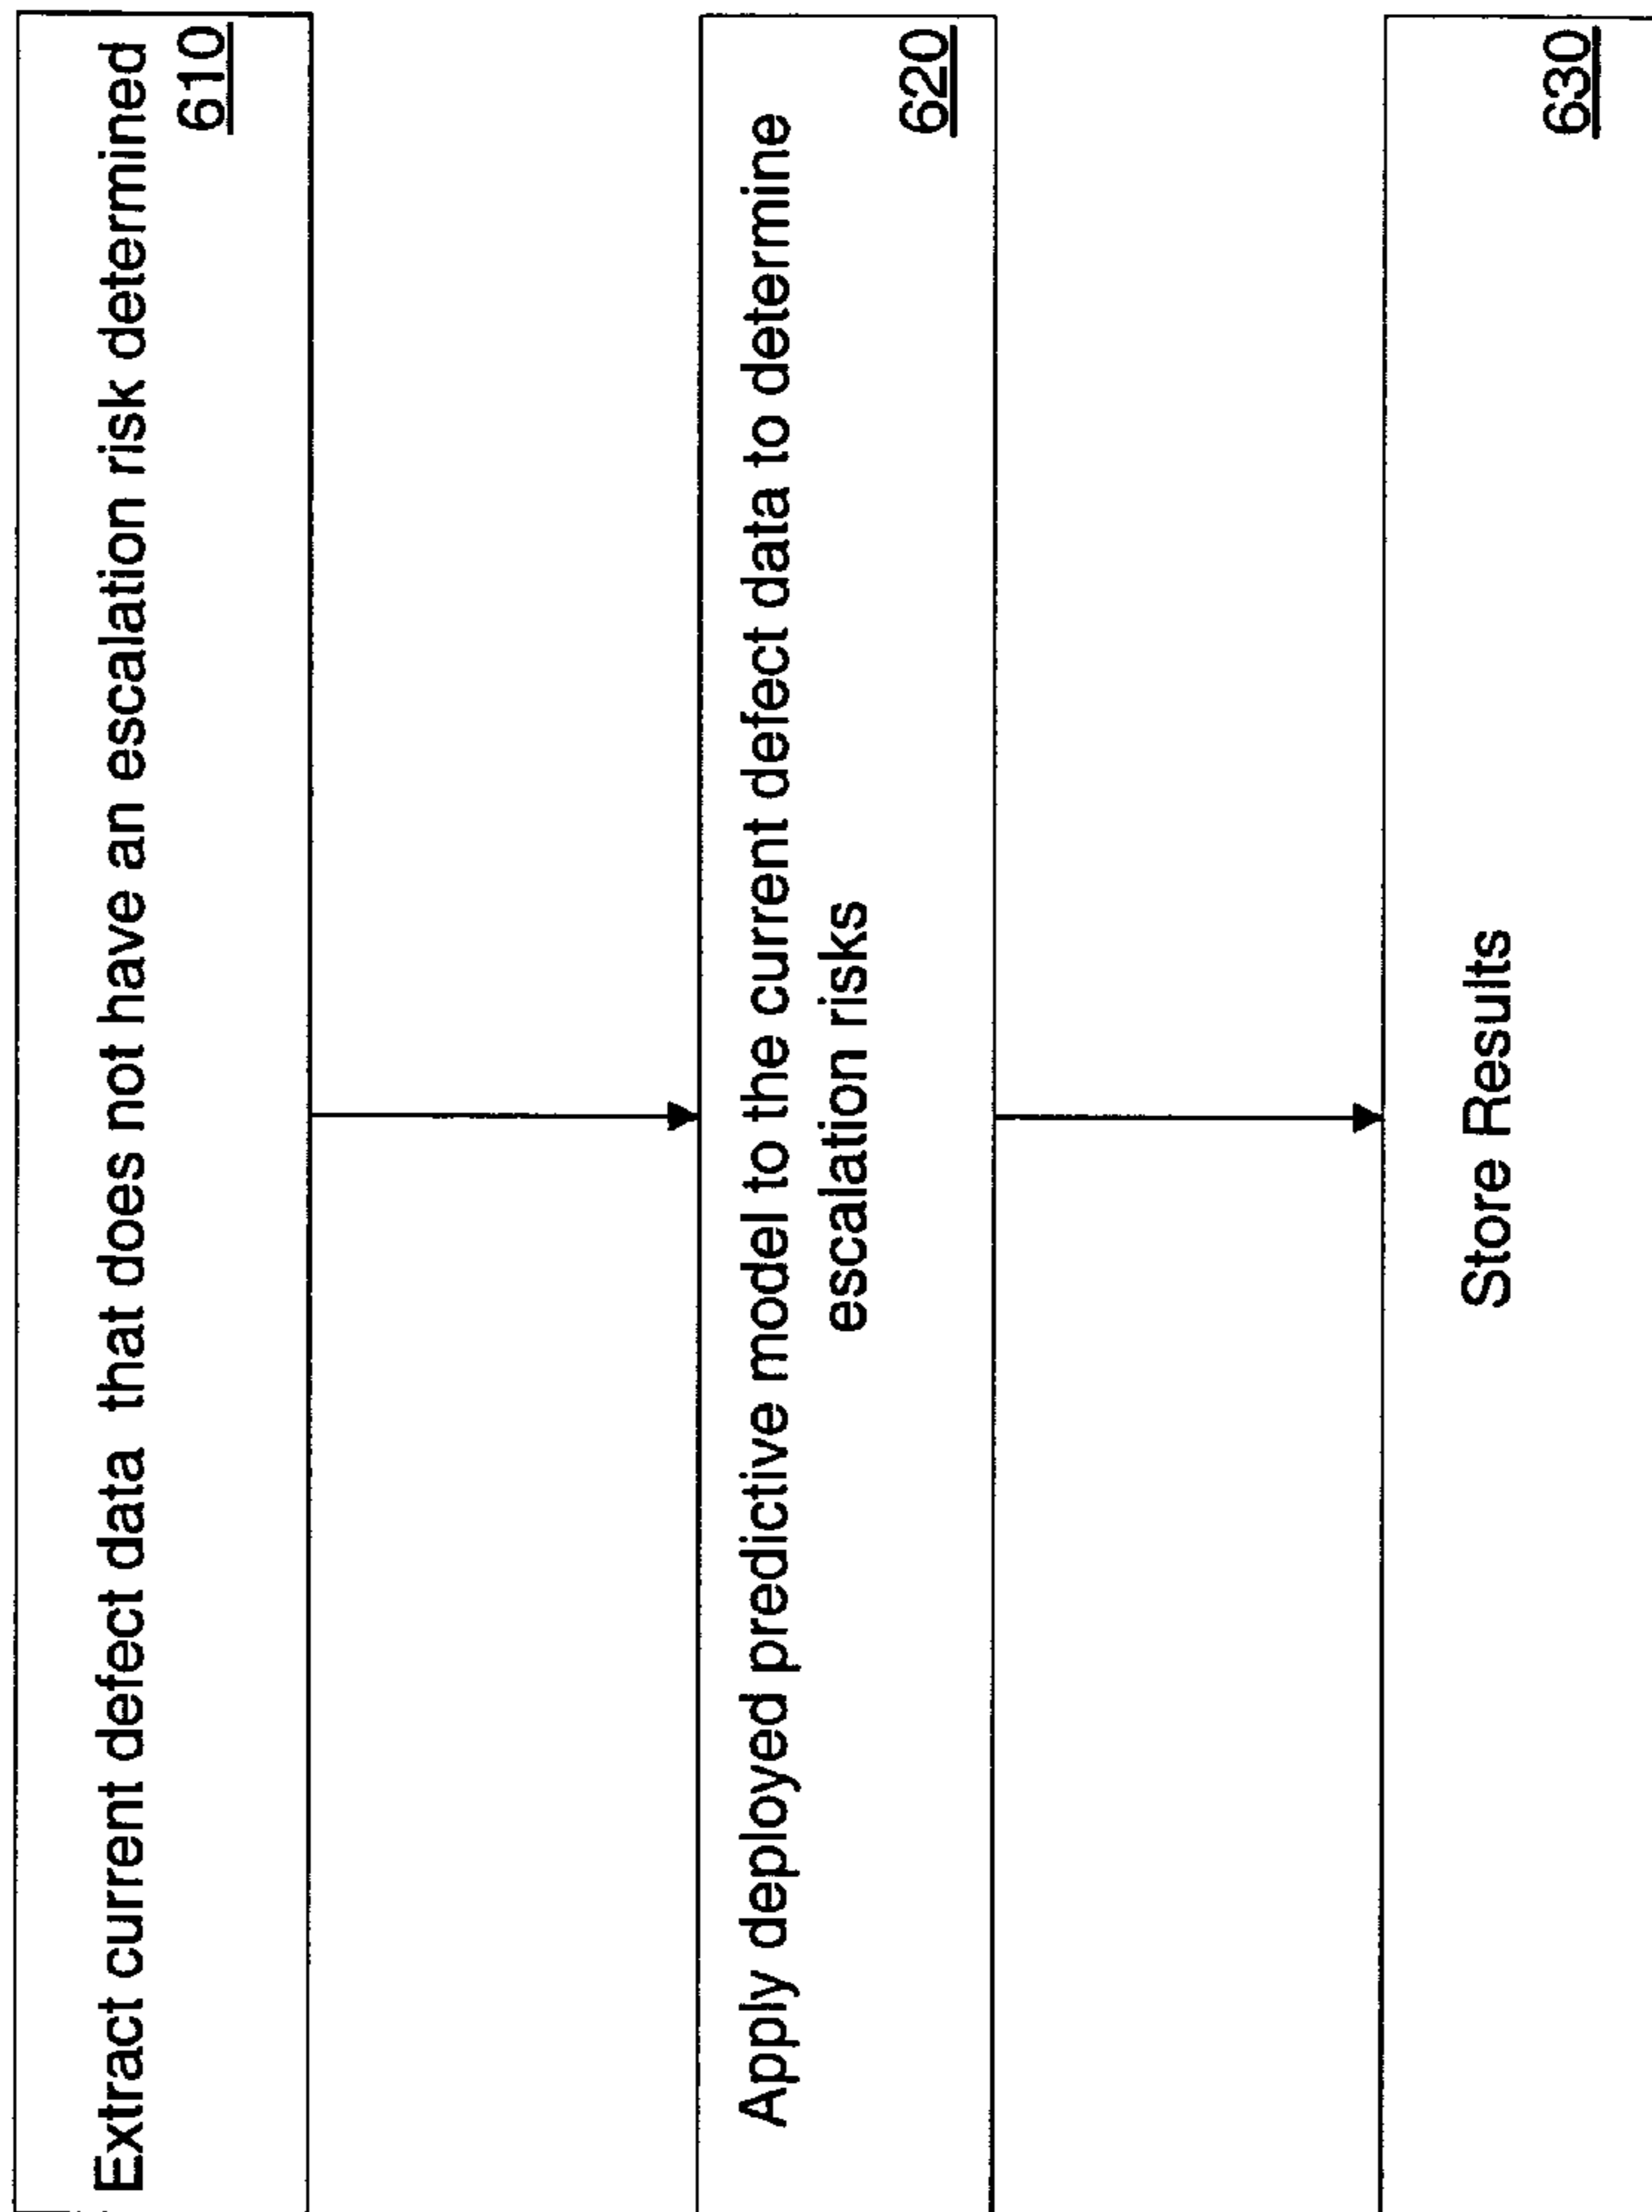 Extract current defect data that does not have an escalation risk determined
610
Apply deployed predictive model to the current defect data to determine
escalation risks
620
Store Results
630